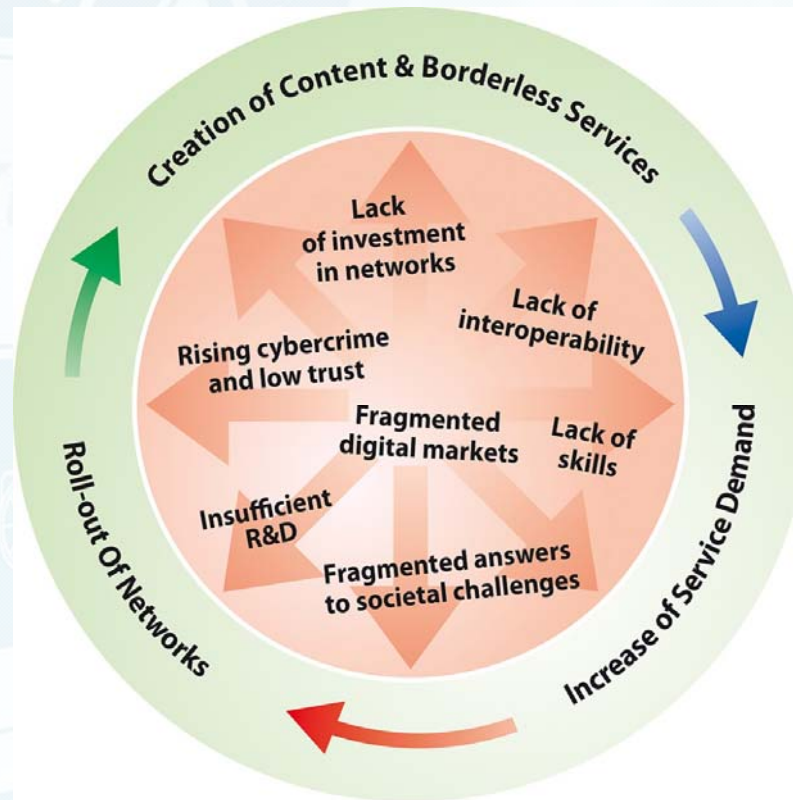 Creation of Content & Borderless Services
Lack
of investment
in networks
Lack of
interoperability
Rising cybercrime
and low trust
Fragmented
digital markets
Lack of
skills
Insufficient
R&D
Fragmented answers
to societal challenges
Increase of Service Demand
Roll-out Of Networks